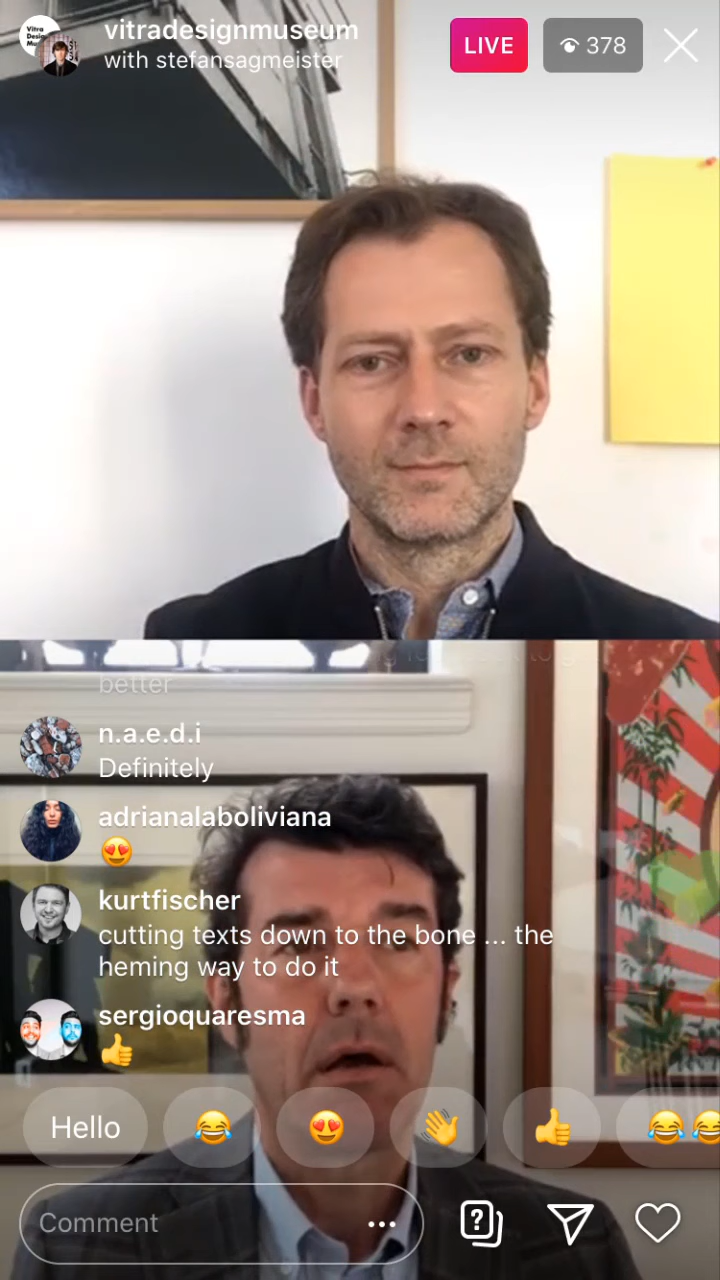 Vitra
vitradesignmuseum
with stefansagmeister
LIVE
378
better
n.a.e.d.i
Definitely
adrianalaboliviana
😍
kurtfischer
cutting texts down to the bone ... the
heming way to do it
sergioquaresma
👍
Hello 😂 😍 👋 👍 😂😂
Comment